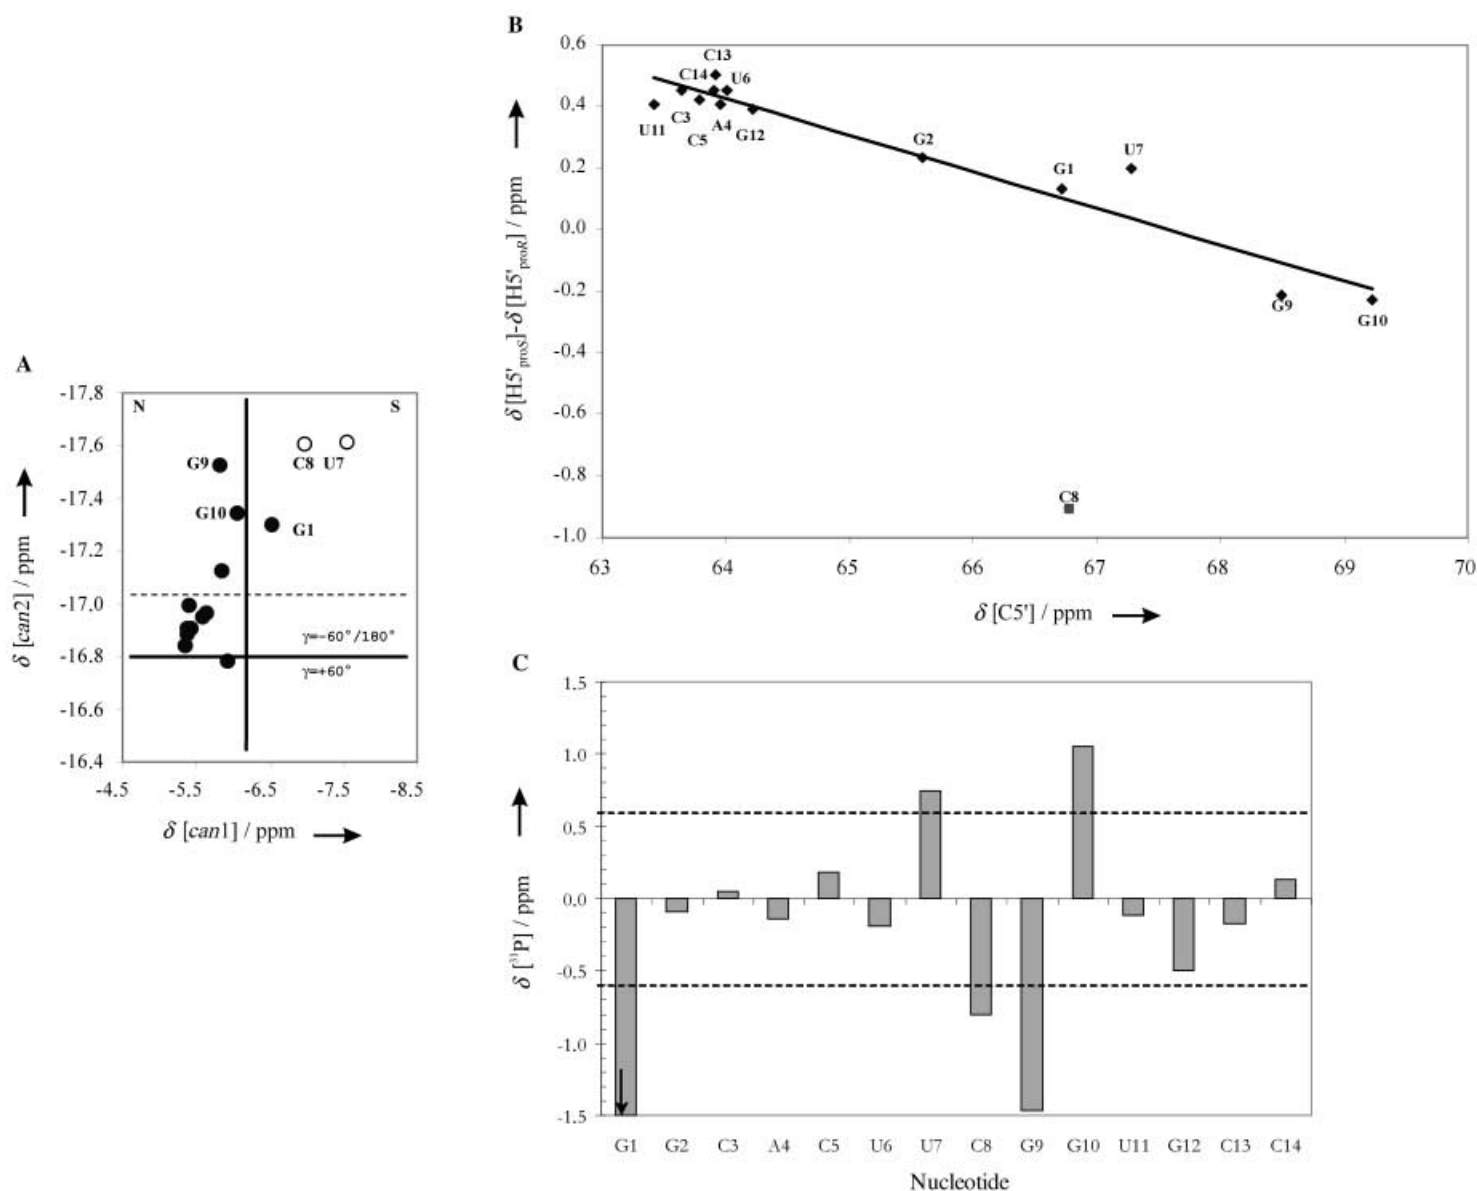 A
-17.8
-17.6
-17.4
-17.2
-17.0
-16.8
-16.6
-16.4
N S
G9
C8 U7
G10
G1
γ=-60°/180°
γ=+60°
-4.5 -5.5 -6.5 -7.5 -8.5
δ [can2] / ppm
δ [can1] / ppm
B
0.6
0.4
0.2
0.0
-0.2
-0.4
-0.6
-0.8
-1.0
C13
C14 U6
U11 C3 C5 A4 G12
G2
G1
U7
G9
G10
C8
63 64 65 66 67 68 69 70
δ [H5'proS]-δ [H5'proR] / ppm
δ [C5'] / ppm
C
1.5
1.0
0.5
0.0
-0.5
-1.0
-1.5
δ [³¹P] / ppm
G1 G2 C3 A4 C5 U6 U7 C8 G9 G10 U11 G12 C13 C14
Nucleotide